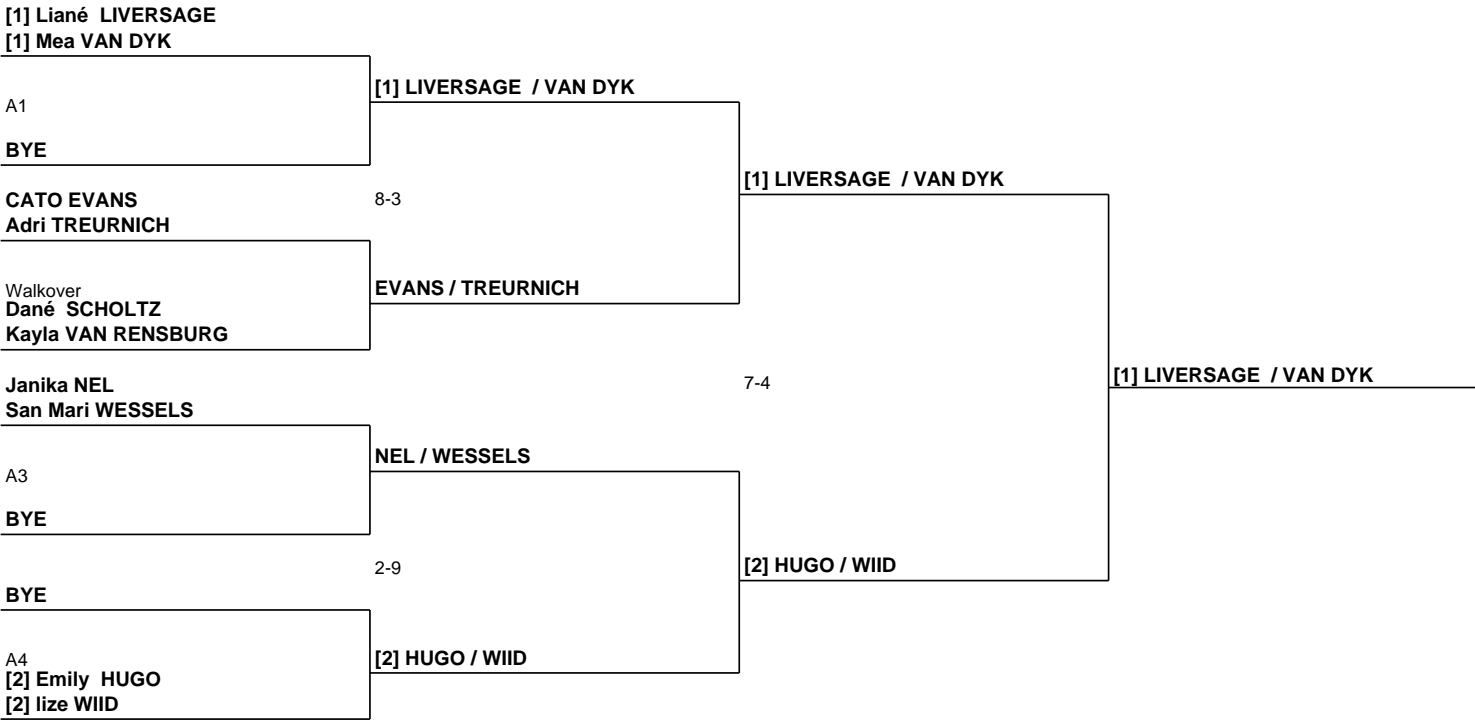 [1] Liané  LIVERSAGE
[1] Mea VAN DYK
[1] LIVERSAGE  / VAN DYK
A1
BYE
[1] LIVERSAGE  / VAN DYK
CATO EVANS
8-3
Adri TREURNICH
Walkover
EVANS / TREURNICH
Dané  SCHOLTZ
Kayla VAN RENSBURG
Janika NEL
7-4
[1] LIVERSAGE  / VAN DYK
San Mari WESSELS
NEL / WESSELS
A3
BYE
2-9
[2] HUGO / WIID
BYE
A4
[2] HUGO / WIID
[2] Emily  HUGO
[2] lize WIID